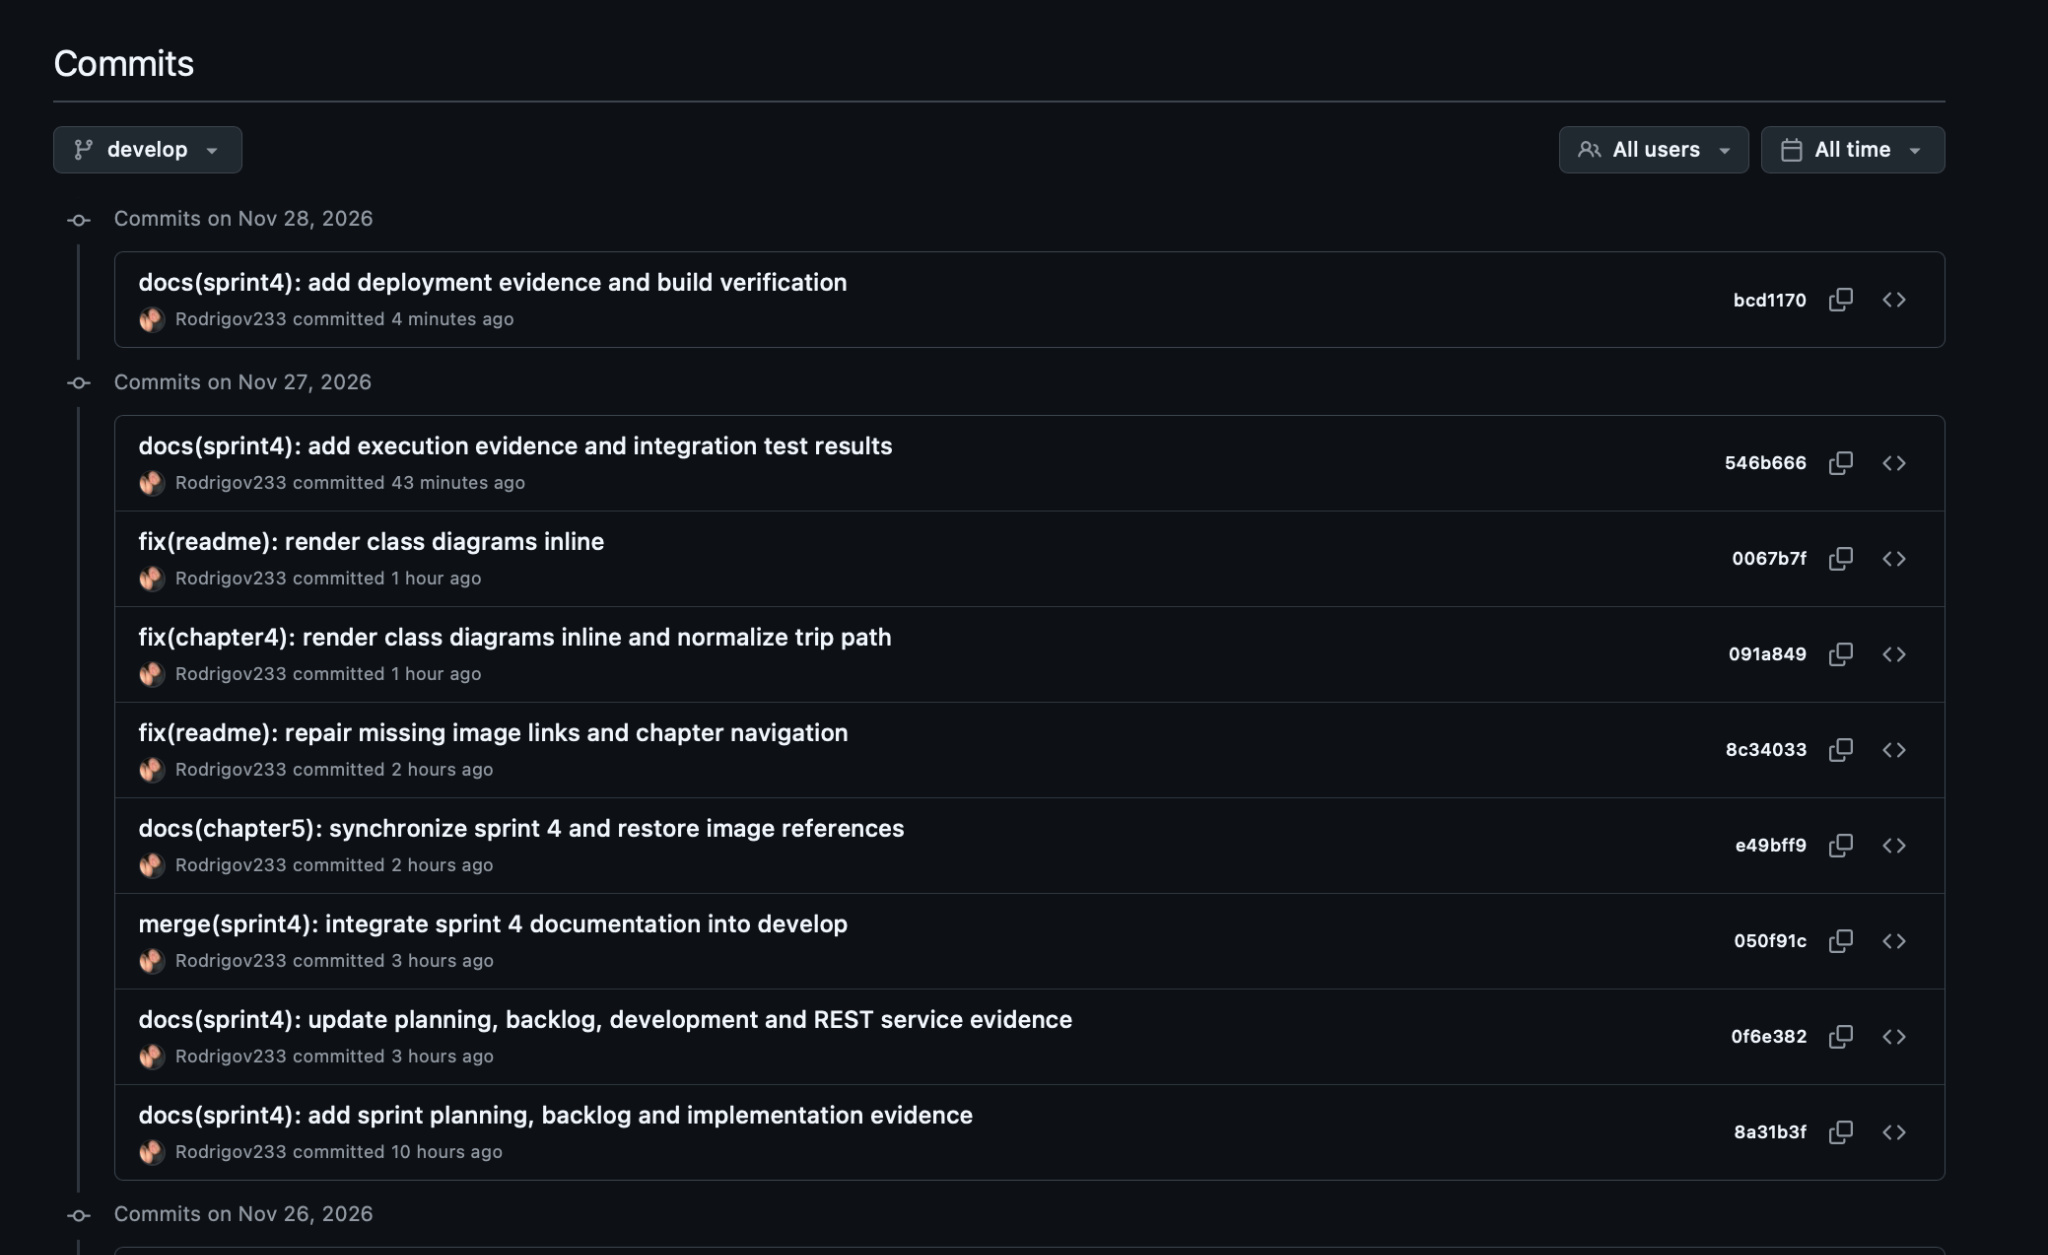 Commits
develop
All users
All time
Commits on Nov 28, 2026
docs(sprint4): add deployment evidence and build verification
Rodrigov233 committed 4 minutes ago
bcd1170
Commits on Nov 27, 2026
docs(sprint4): add execution evidence and integration test results
Rodrigov233 committed 43 minutes ago
546b666
fix(readme): render class diagrams inline
Rodrigov233 committed 1 hour ago
0067b7f
fix(chapter4): render class diagrams inline and normalize trip path
Rodrigov233 committed 1 hour ago
091a849
fix(readme): repair missing image links and chapter navigation
Rodrigov233 committed 2 hours ago
8c34033
docs(chapter5): synchronize sprint 4 and restore image references
Rodrigov233 committed 2 hours ago
e49bff9
merge(sprint4): integrate sprint 4 documentation into develop
Rodrigov233 committed 3 hours ago
050f91c
docs(sprint4): update planning, backlog, development and REST service evidence
Rodrigov233 committed 3 hours ago
0f6e382
docs(sprint4): add sprint planning, backlog and implementation evidence
Rodrigov233 committed 10 hours ago
8a31b3f
Commits on Nov 26, 2026